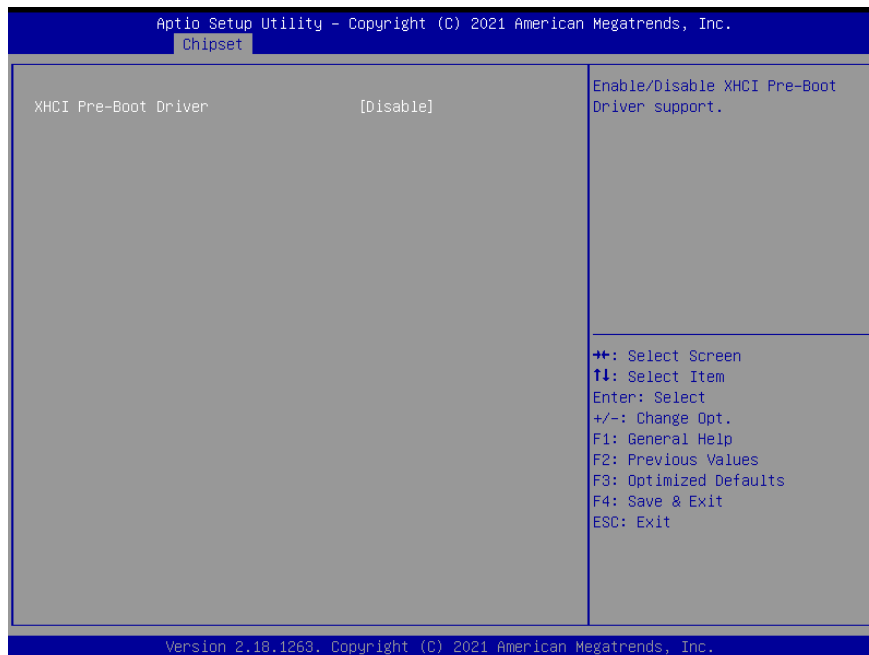 Aptio Setup Utility – Copyright (C) 2021 American Megatrends, Inc.
Chipset
XHCI Pre-Boot Driver [Disable]
Enable/Disable XHCI Pre-Boot
Driver support.
→←: Select Screen
↑↓: Select Item
Enter: Select
+/-: Change Opt.
F1: General Help
F2: Previous Values
F3: Optimized Defaults
F4: Save & Exit
ESC: Exit
Version 2.18.1263. Copyright (C) 2021 American Megatrends, Inc.